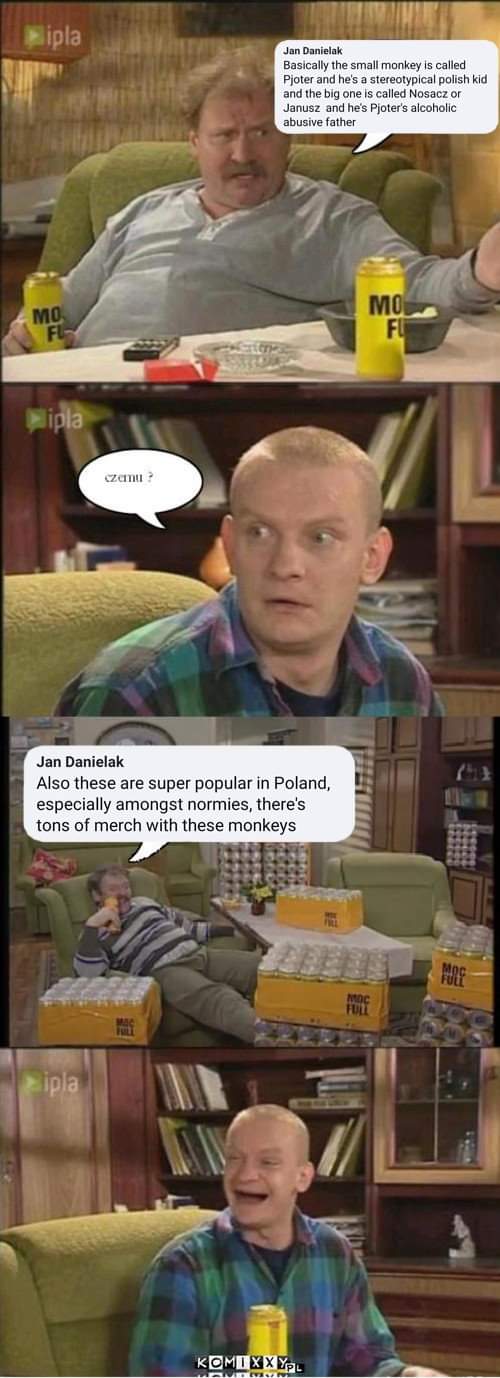 ipla
Jan Danielak
Basically the small monkey is called
Pjoter and he's a stereotypical polish kid
and the big one is called Nosacz or
Janusz and he's Pjoter's alcoholic
abusive father
MO
FU
MO
FU
ipla
czemu ?
Jan Danielak
Also these are super popular in Poland,
especially amongst normies, there's
tons of merch with these monkeys
MOC
FULL
MOC
FULL
MOC
FULL
MOC
FULL
ipla
KOMIXXY.PL